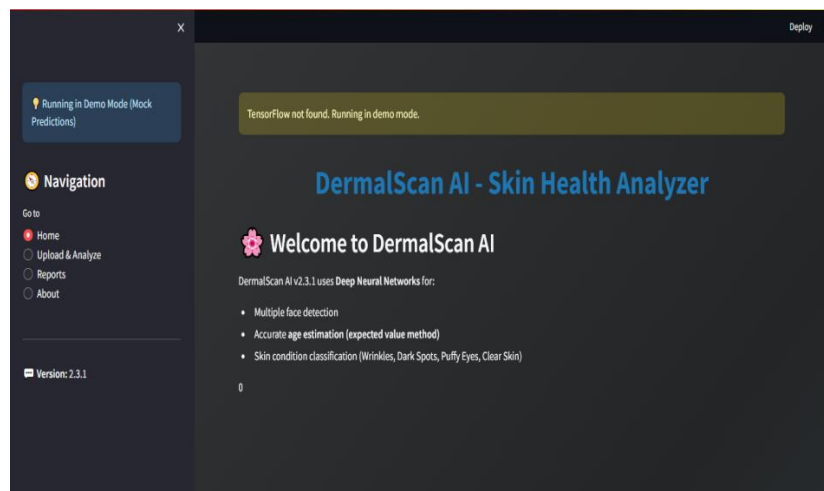 X
Deploy
💡 Running in Demo Mode (Mock
Predictions)
TensorFlow not found. Running in demo mode.
🧭 Navigation
Go to
Home
Upload & Analyze
Reports
About
💬 Version: 2.3.1
DermalScan AI - Skin Health Analyzer
🌸 Welcome to DermalScan AI
DermalScan AI v2.3.1 uses Deep Neural Networks for:
• Multiple face detection
• Accurate age estimation (expected value method)
• Skin condition classification (Wrinkles, Dark Spots, Puffy Eyes, Clear Skin)
0